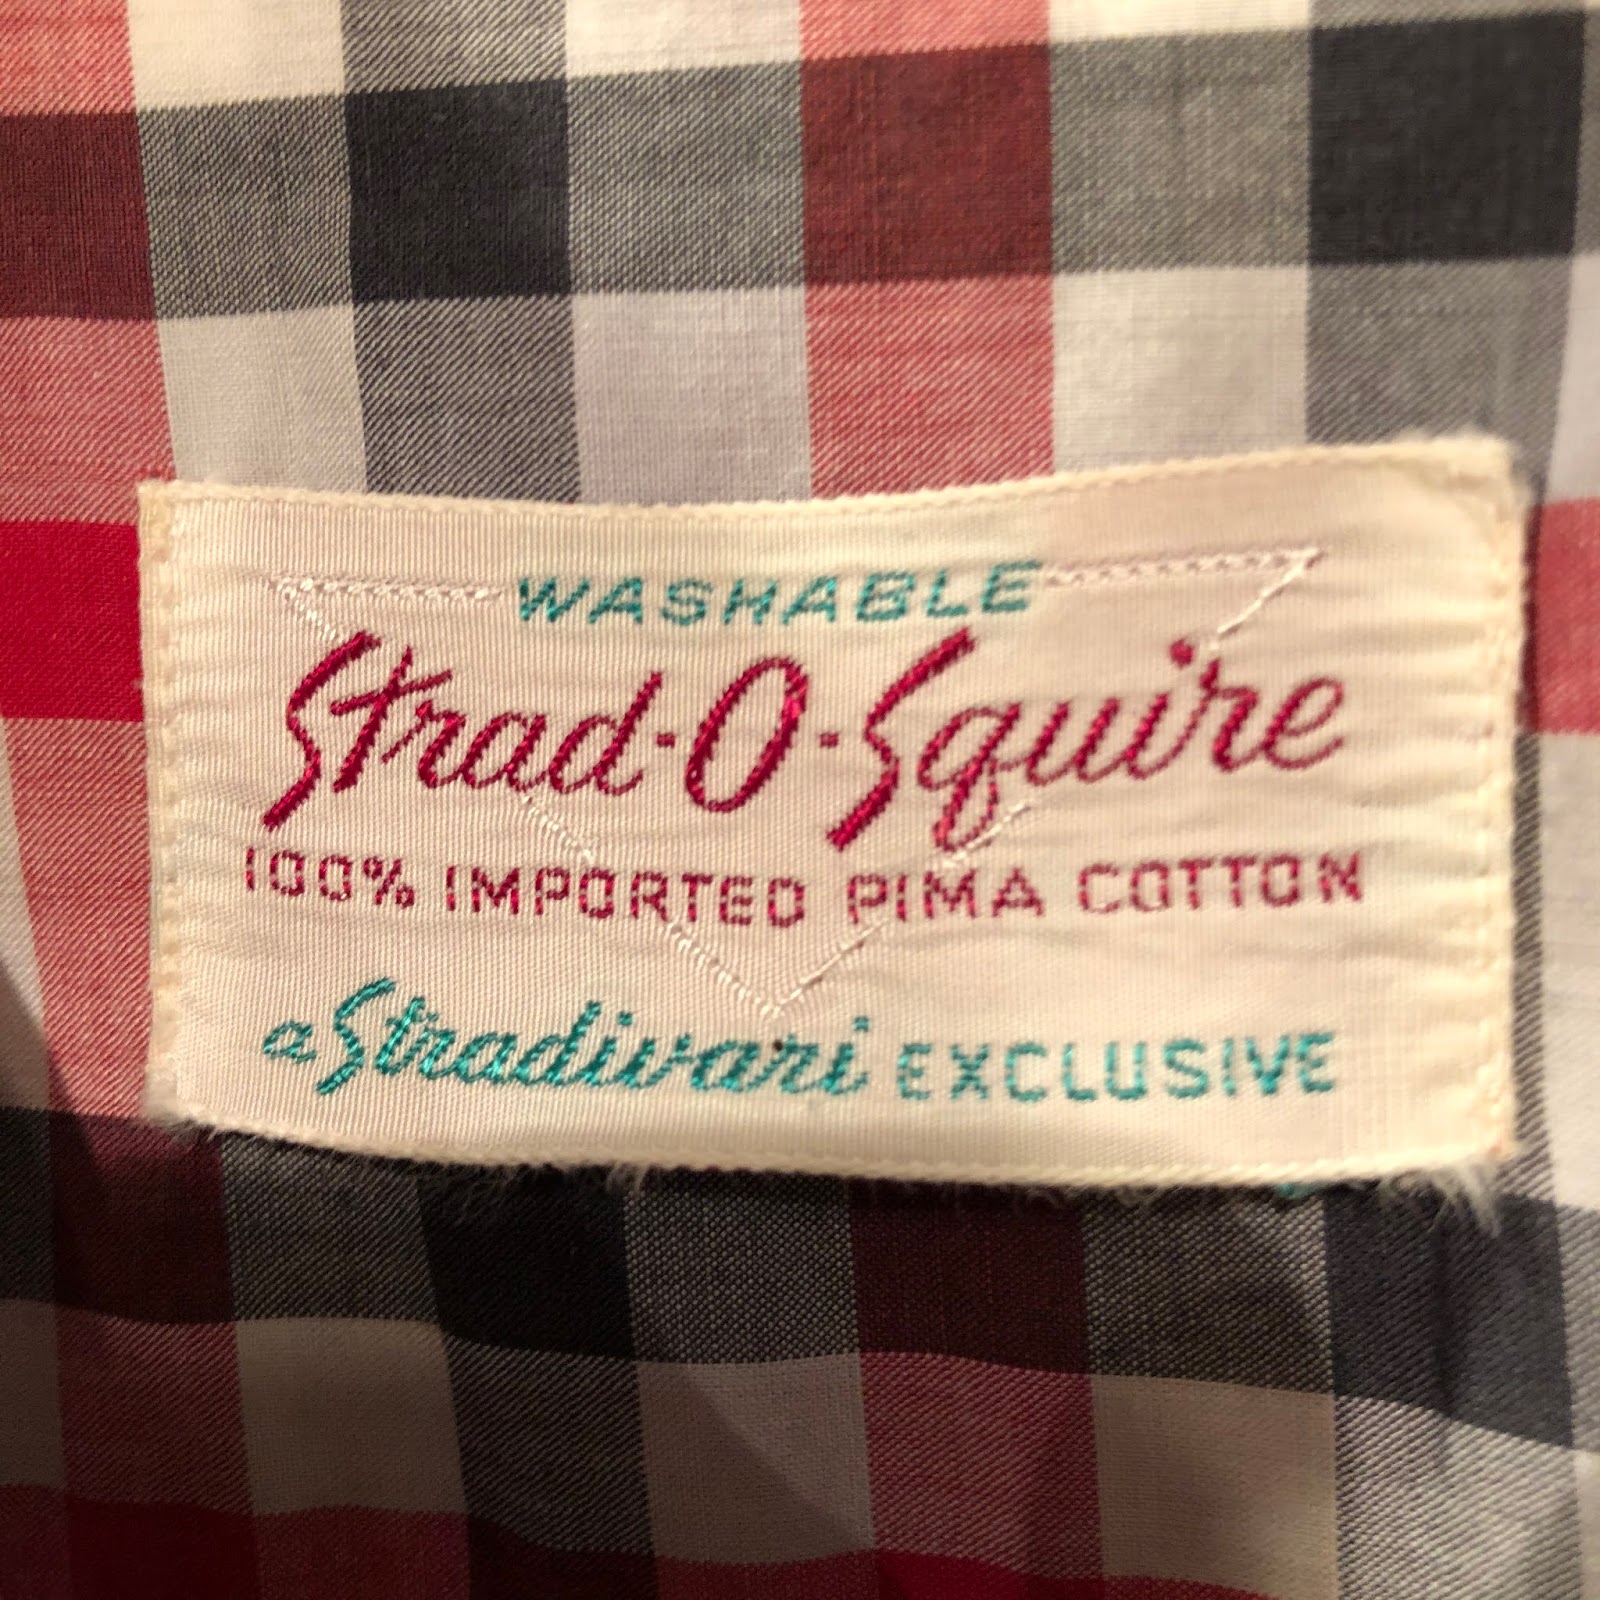 WASHABLE
Strad-O-Squire
100% IMPORTED PIMA COTTON
a Stradivari EXCLUSIVE